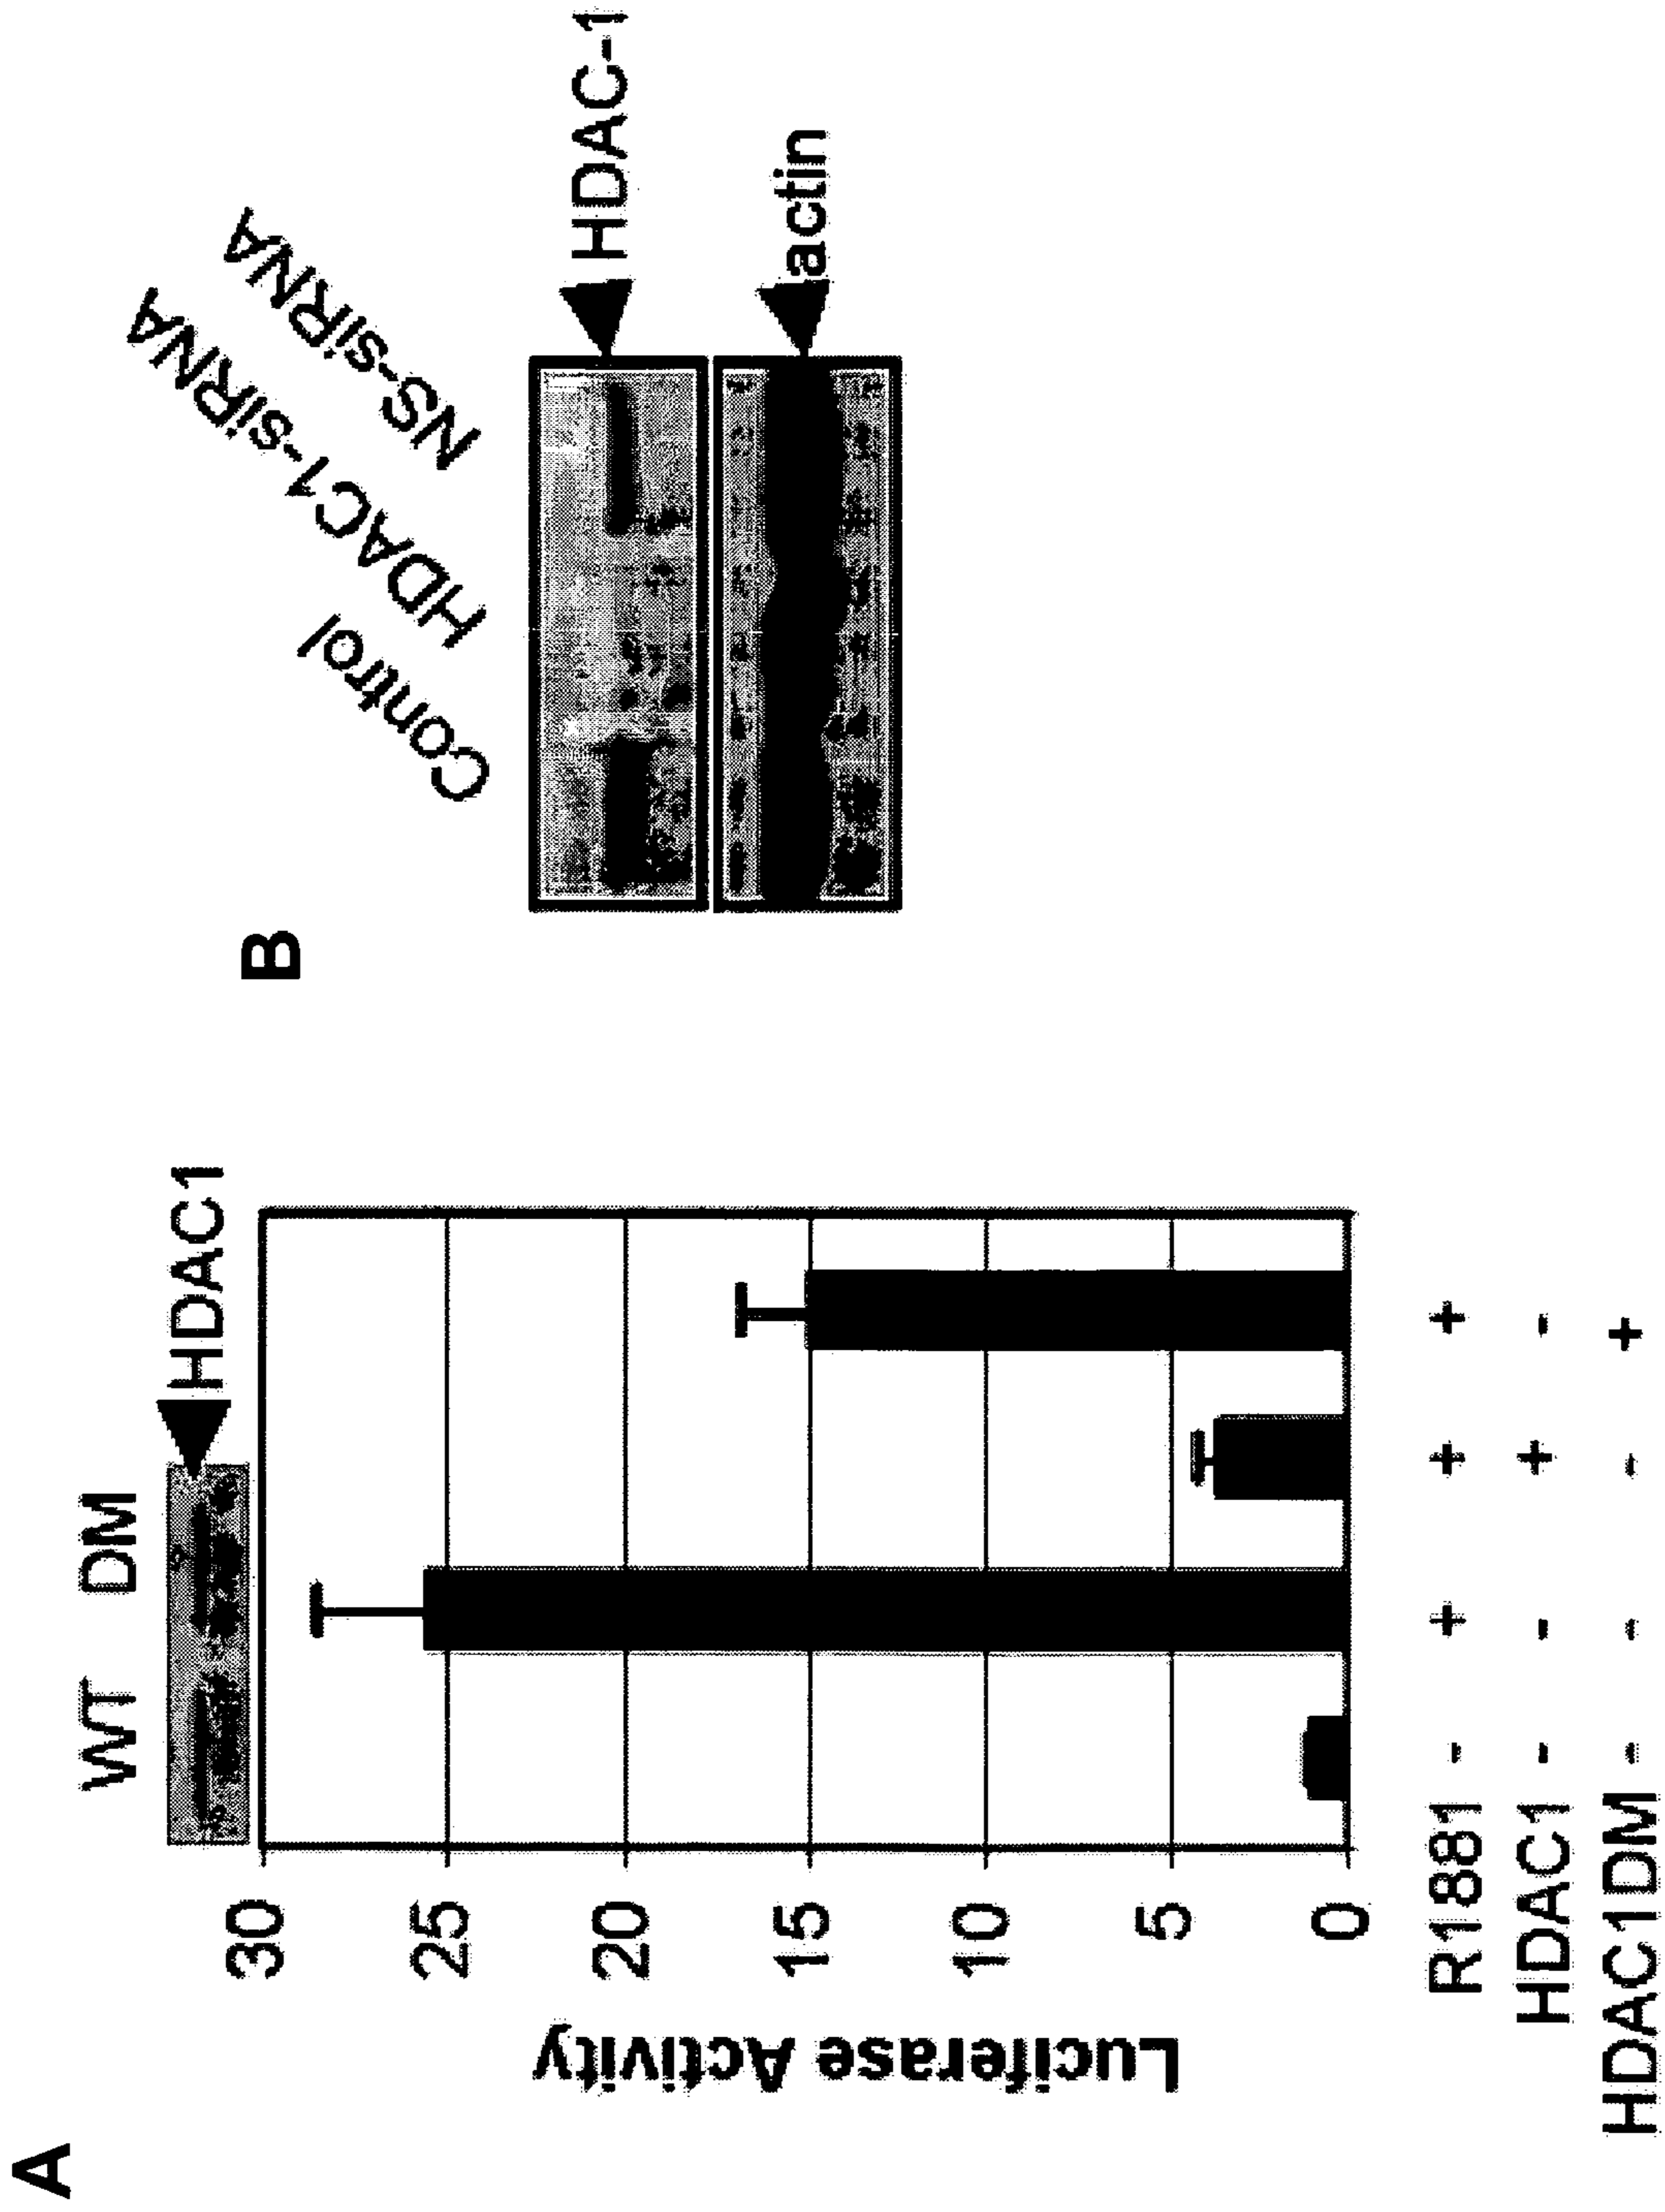 A
WT DM
HDAC1
30
25
20
15
10
5
0
Luciferase Activity
R1881 - + + +
HDAC1 - - + -
HDAC1DM - - - +
B
Control
HDAC1-siRNA
NS-siRNA
HDAC-1
actin